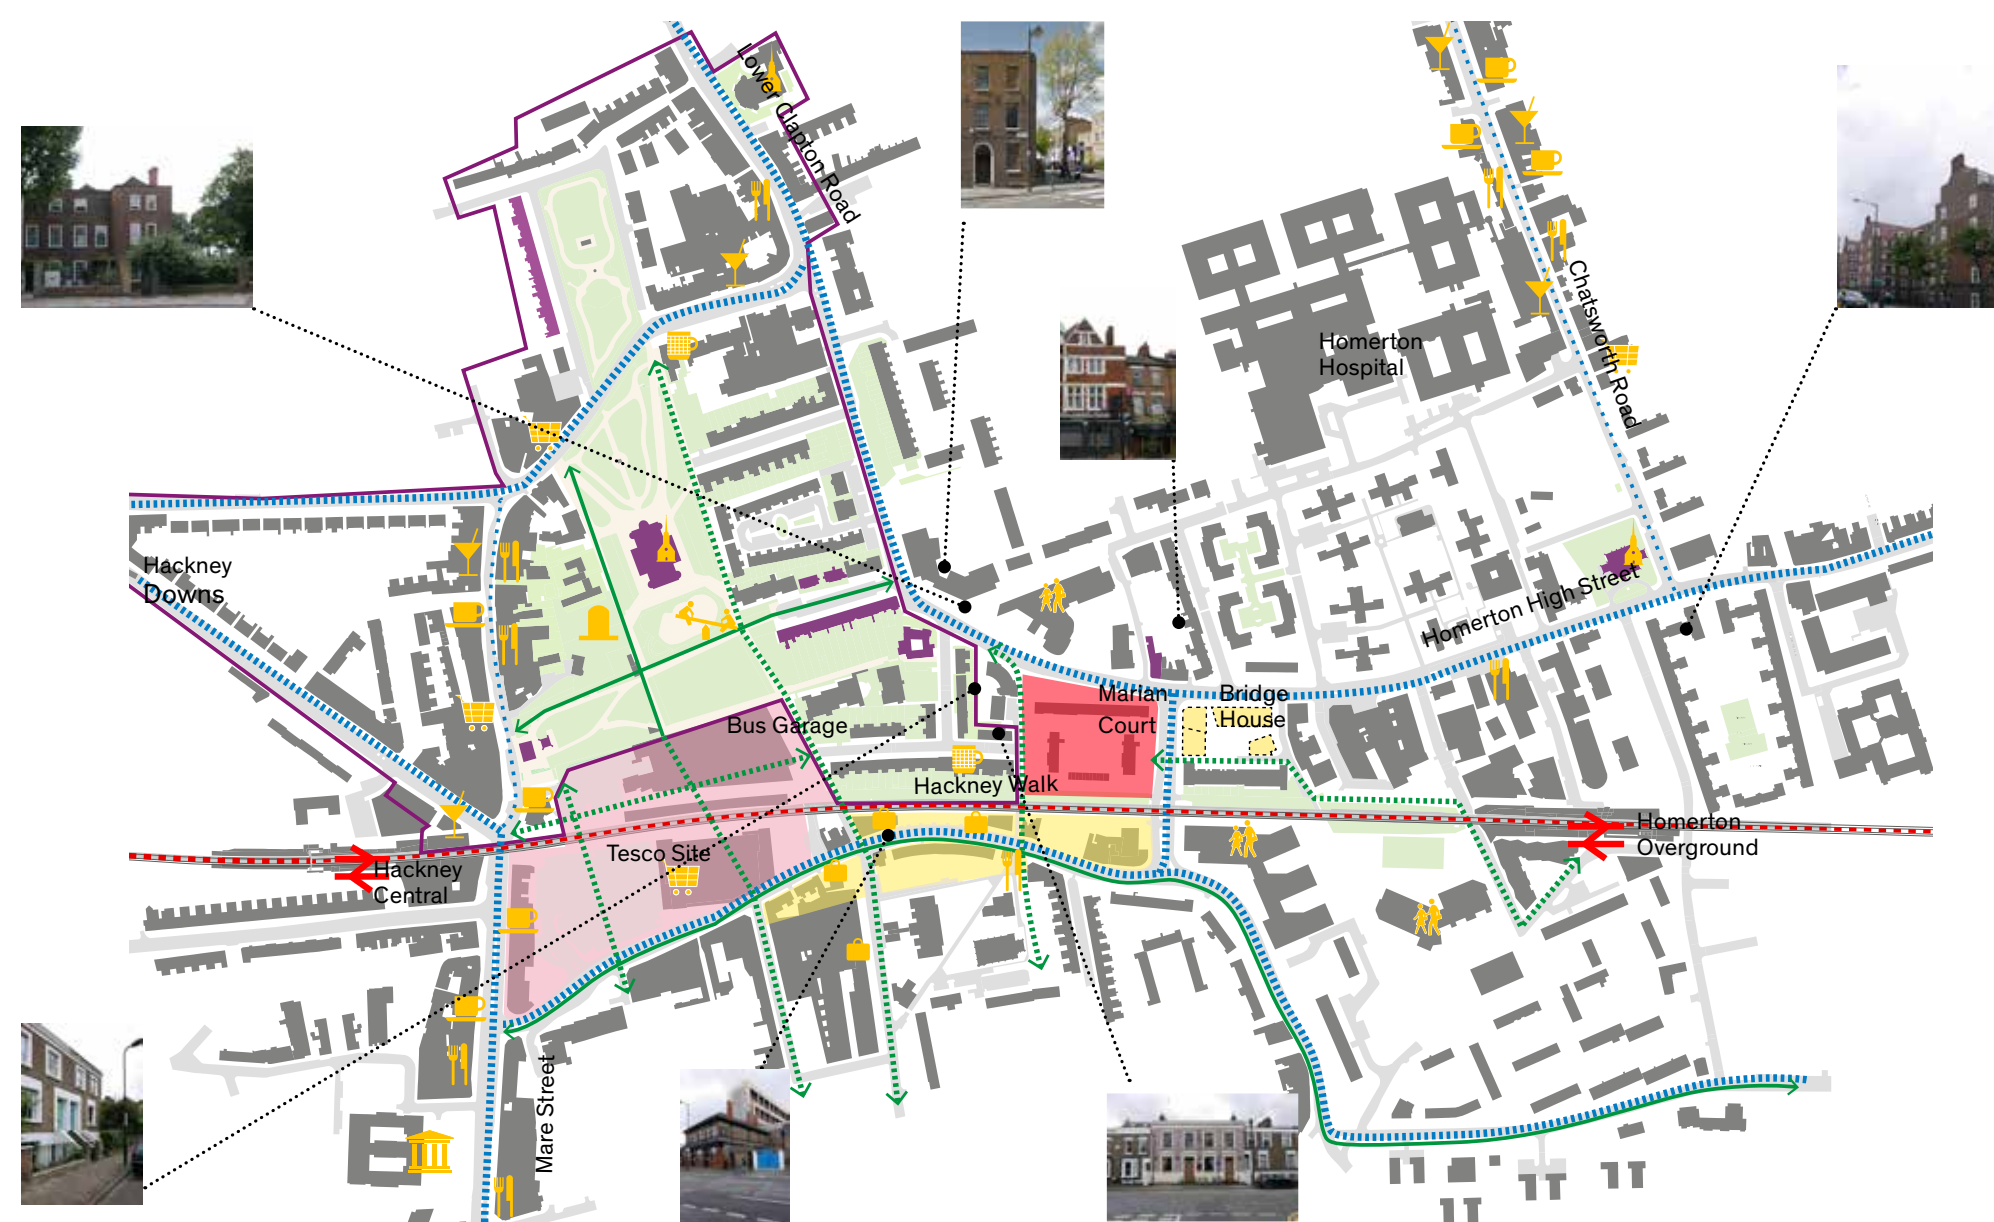 Lower Clapton Road
Chatsworth Road
Homerton
Hospital
Hackney
Downs
Homerton High Street
Marian
Court
Bridge
House
Bus Garage
Hackney Walk
Tesco Site
Hackney
Central
Homerton
Overground
Mare Street